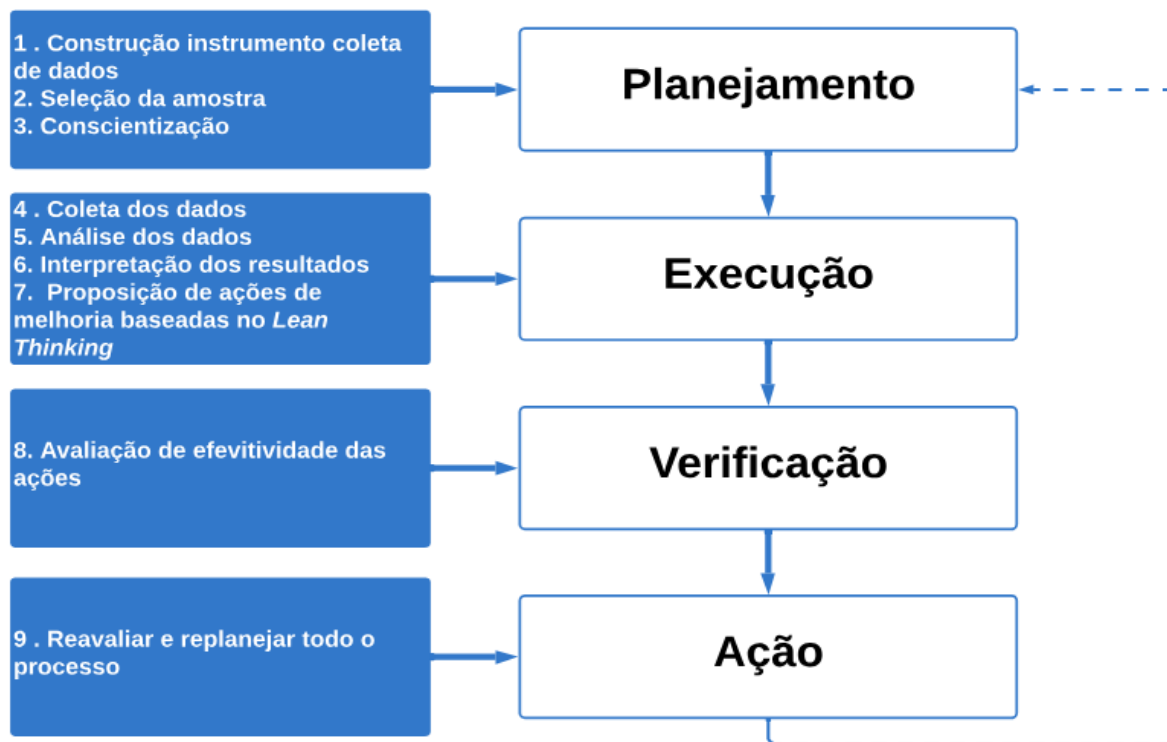 1 . Construção instrumento coleta
de dados
2. Seleção da amostra
3. Conscientização
Planejamento
4 . Coleta dos dados
5. Análise dos dados
6. Interpretação dos resultados
7.  Proposição de ações de
melhoria baseadas no Lean
Thinking
Execução
8. Avaliação de efevitividade das
ações
Verificação
9 . Reavaliar e replanejar todo o
processo
Ação